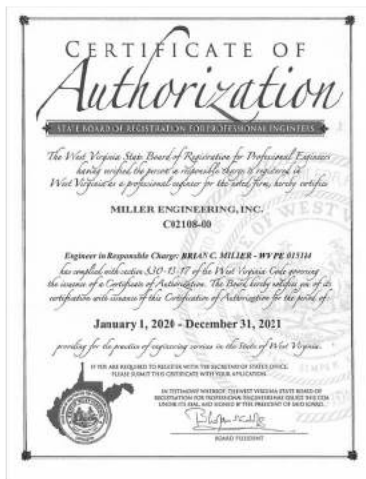 CERTIFICATE OF
Authorization
STATE BOARD OF REGISTRATION FOR PROFESSIONAL ENGINEERS
The West Virginia State Board of Registration for Professional Engineers
having verified the person in responsible charge is registered in
West Virginia as a professional engineer for the noted firm, hereby certifies
MILLER ENGINEERING, INC.
C02108-00
Engineer in Responsible Charge: BRIAN C. MILLER - WV PE 015114
has complied with section §30-13-17 of the West Virginia Code governing
the issuance of a Certificate of Authorization. The Board hereby notifies you of its
certification with issuance of this Certification of Authorization for the period of:
January 1, 2020 - December 31, 2021
providing for the practice of engineering services in the State of West Virginia.
IF YOU ARE REQUIRED TO REGISTER WITH THE SECRETARY OF STATE'S OFFICE,
PLEASE SUBMIT THIS CERTIFICATE WITH YOUR APPLICATION.
IN TESTIMONY WHEREOF, THE WEST VIRGINIA STATE BOARD OF
REGISTRATION FOR PROFESSIONAL ENGINEERS HAS ISSUED THIS COA
UNDER ITS SEAL, AND SIGNED BY THE PRESIDENT OF SAID BOARD.
BOARD PRESIDENT